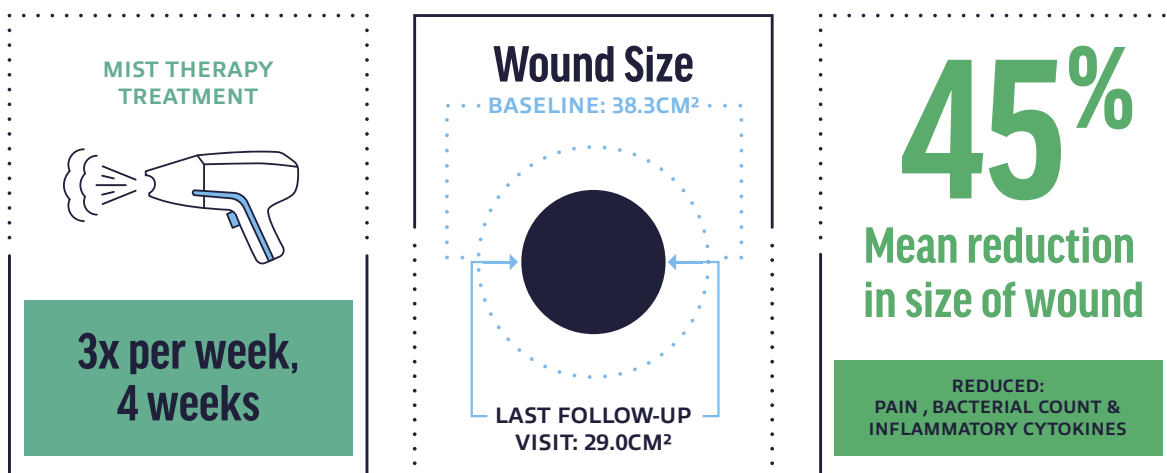 MIST THERAPY
TREATMENT
3x per week,
4 weeks
Wound Size
BASELINE: 38.3CM²
LAST FOLLOW-UP
VISIT: 29.0CM²
45%
Mean reduction
in size of wound
REDUCED:
PAIN , BACTERIAL COUNT &
INFLAMMATORY CYTOKINES